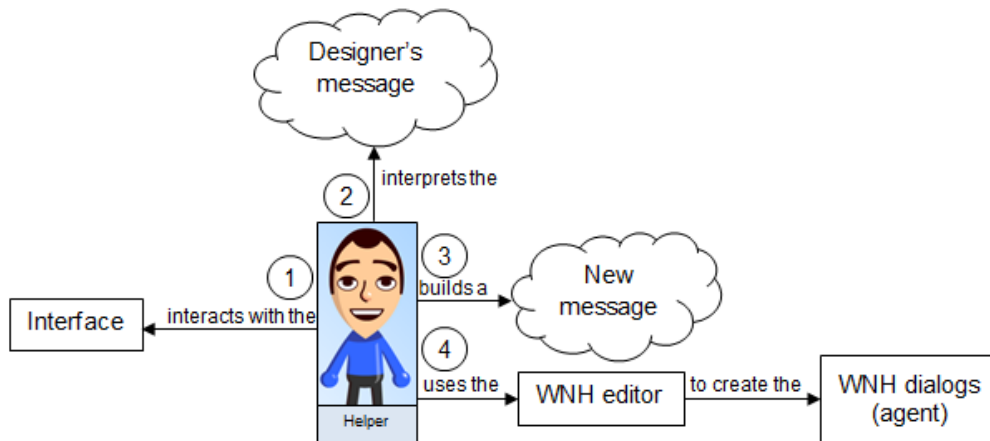 Designer's
message
2
interprets the
1
3
New
message
builds a
Interface
interacts with the
4
uses the
WNH editor
to create the
WNH dialogs
(agent)
Helper